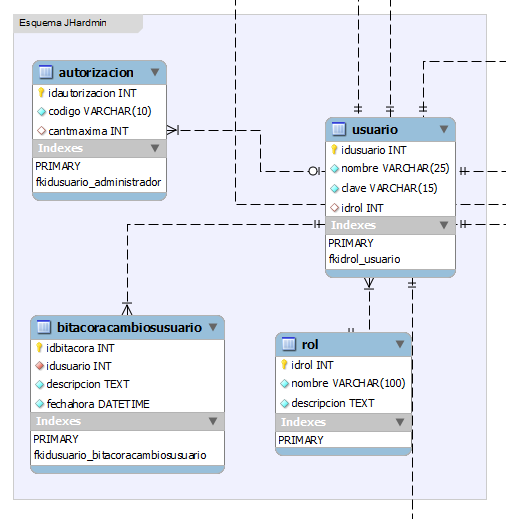 Esquema JHardmin
autorizacion
idautorizacion INT
codigo VARCHAR(10)
cantmaxima INT
Indexes
PRIMARY
fkidusuario_administrador
usuario
idusuario INT
nombre VARCHAR(25)
clave VARCHAR(15)
idrol INT
Indexes
PRIMARY
fkidrol_usuario
bitacoracambiosusuario
idbitacora INT
idusuario INT
descripcion TEXT
fechahora DATETIME
Indexes
PRIMARY
fkidusuario_bitacoracambiosusuario
rol
idrol INT
nombre VARCHAR(100)
descripcion TEXT
Indexes
PRIMARY